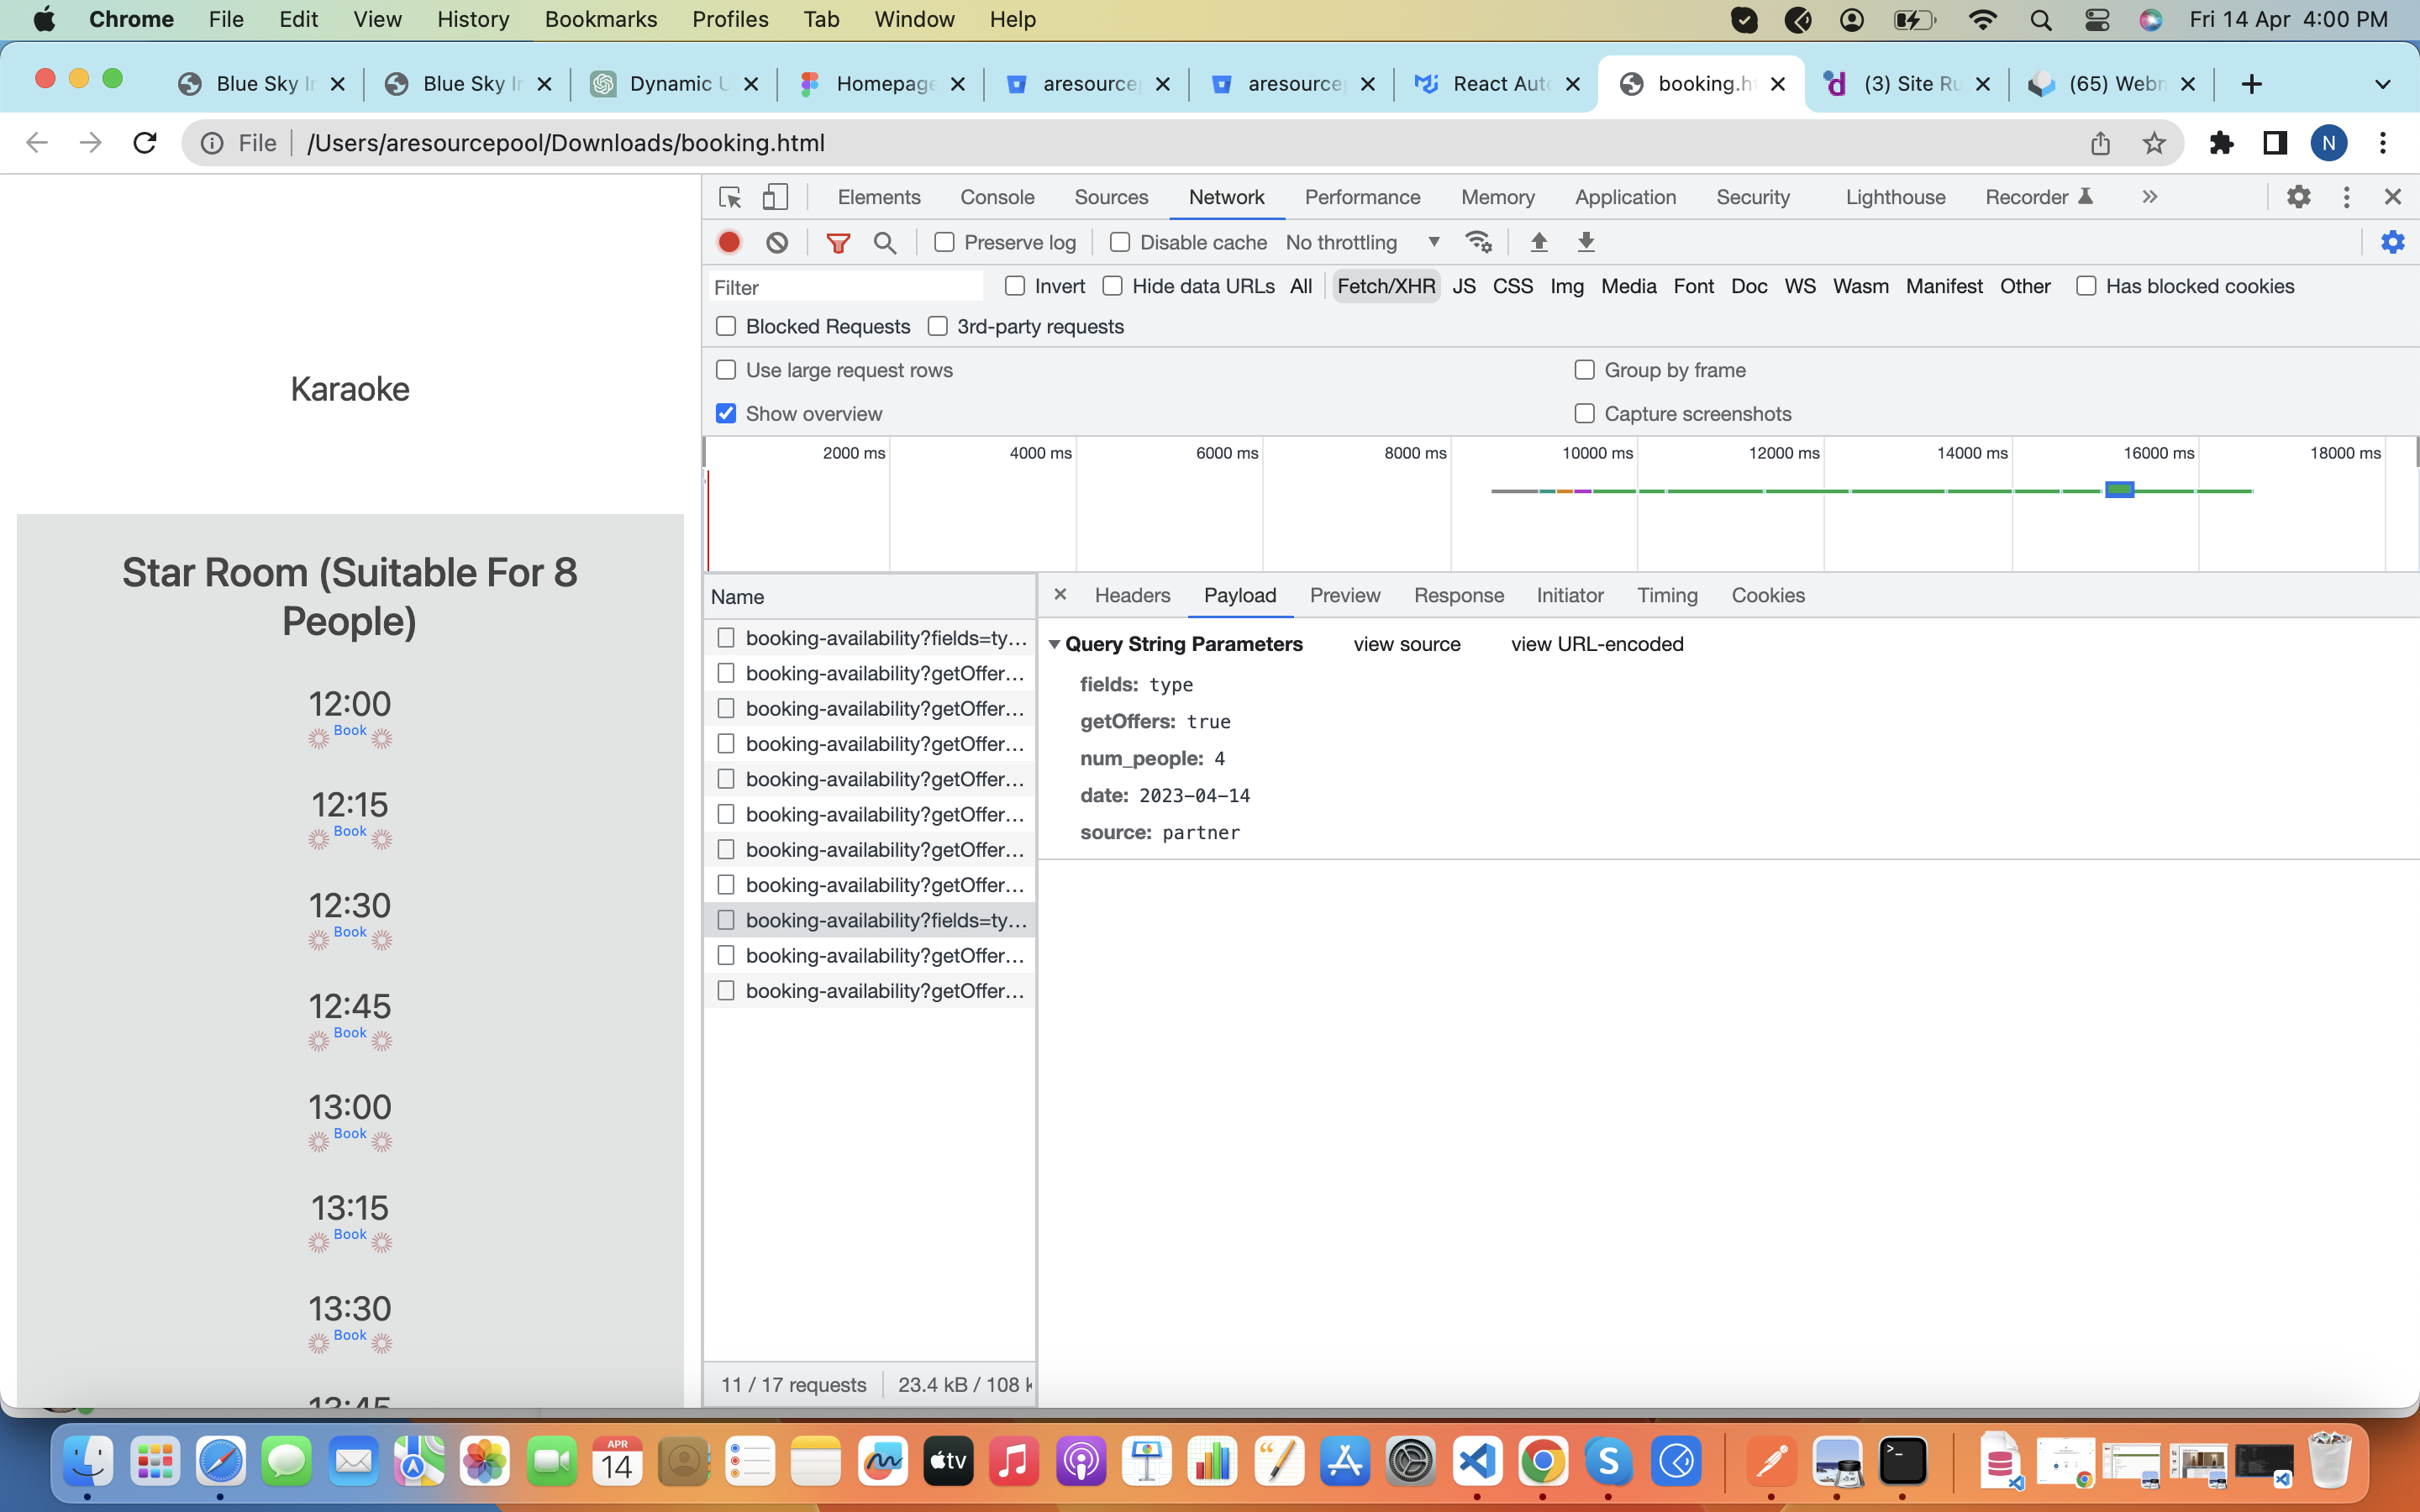 Chrome File Edit View History Bookmarks Profiles Tab Window Help Fri 14 Apr 4:00 PM
Blue Sky Blue Sky Dynamic Homepage aresource aresource React booking.h (3) Site (65)
File /Users/aresourcepool/Downloads/booking.html N
Elements Console Sources Network Performance Memory Application Security Lighthouse Recorder
Preserve log Disable cache No throttling
Filter Invert Hide data URLs All Fetch/XHR JS CSS Img Media Font Doc WS Wasm Manifest Other Has blocked cookies
Blocked Requests 3rd-party requests
Use large request rows Group by frame
Show overview Capture screenshots
2000 ms 4000 ms 6000 ms 8000 ms 10000 ms 12000 ms 14000 ms 16000 ms 18000 ms
Karaoke
Star Room (Suitable For 8
People)
12:00
Book
12:15
Book
12:30
Book
12:45
Book
13:00
Book
13:15
Book
13:30
Book
13:45
Name
booking-availability?fields=ty...
booking-availability?getOffer...
booking-availability?getOffer...
booking-availability?getOffer...
booking-availability?getOffer...
booking-availability?getOffer...
booking-availability?getOffer...
booking-availability?getOffer...
booking-availability?fields=ty...
booking-availability?getOffer...
booking-availability?getOffer...
11 / 17 requests 23.4 kB / 108 k
Headers Payload Preview Response Initiator Timing Cookies
Query String Parameters view source view URL-encoded
fields: type
getOffers: true
num_people: 4
date: 2023-04-14
source: partner
APR
14
tv